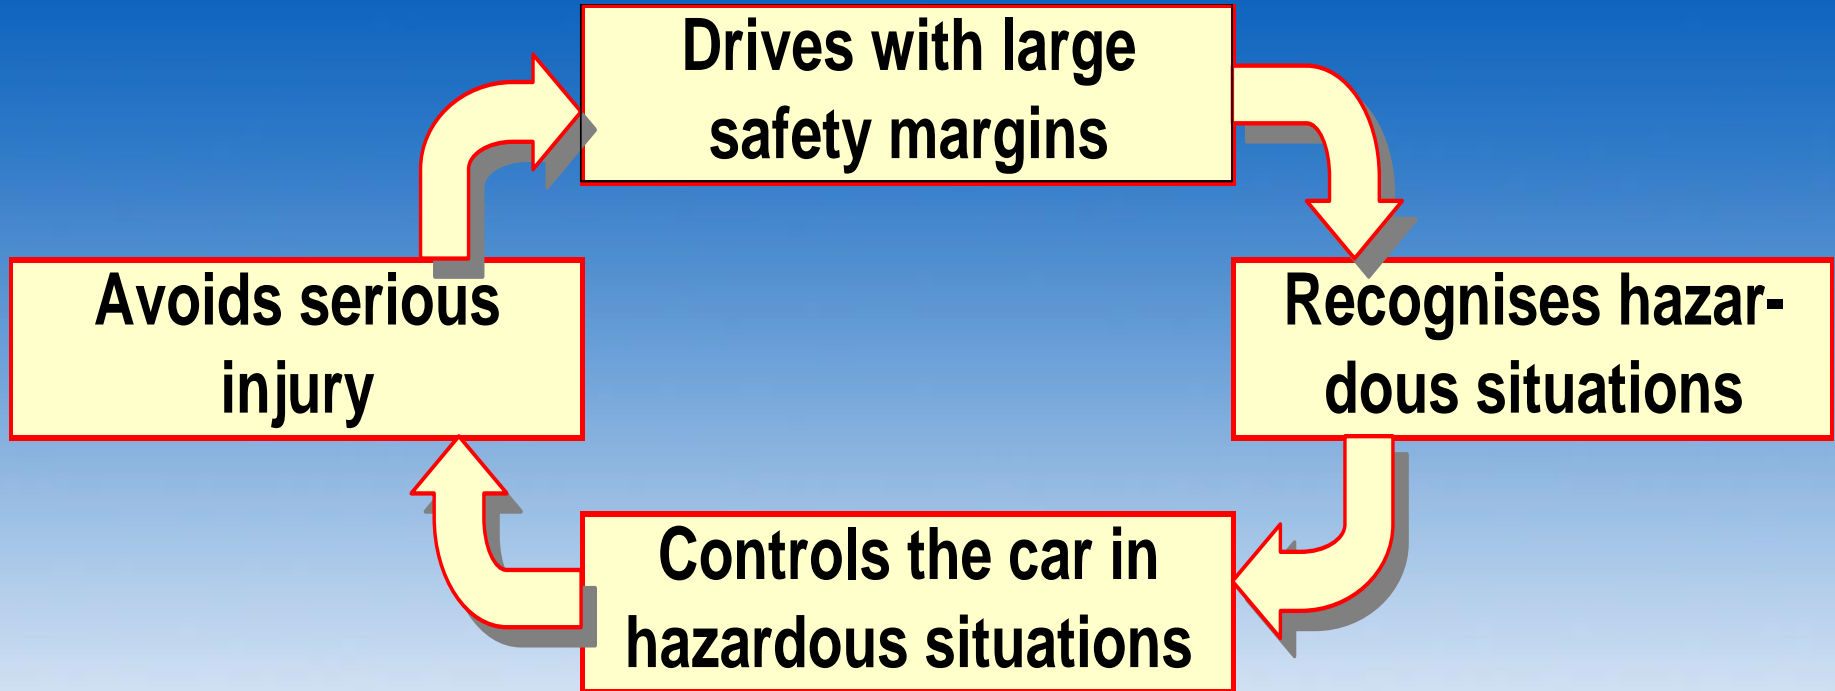 Drives with large
safety margins
Avoids serious
injury
Recognises hazar-
dous situations
Controls the car in
hazardous situations